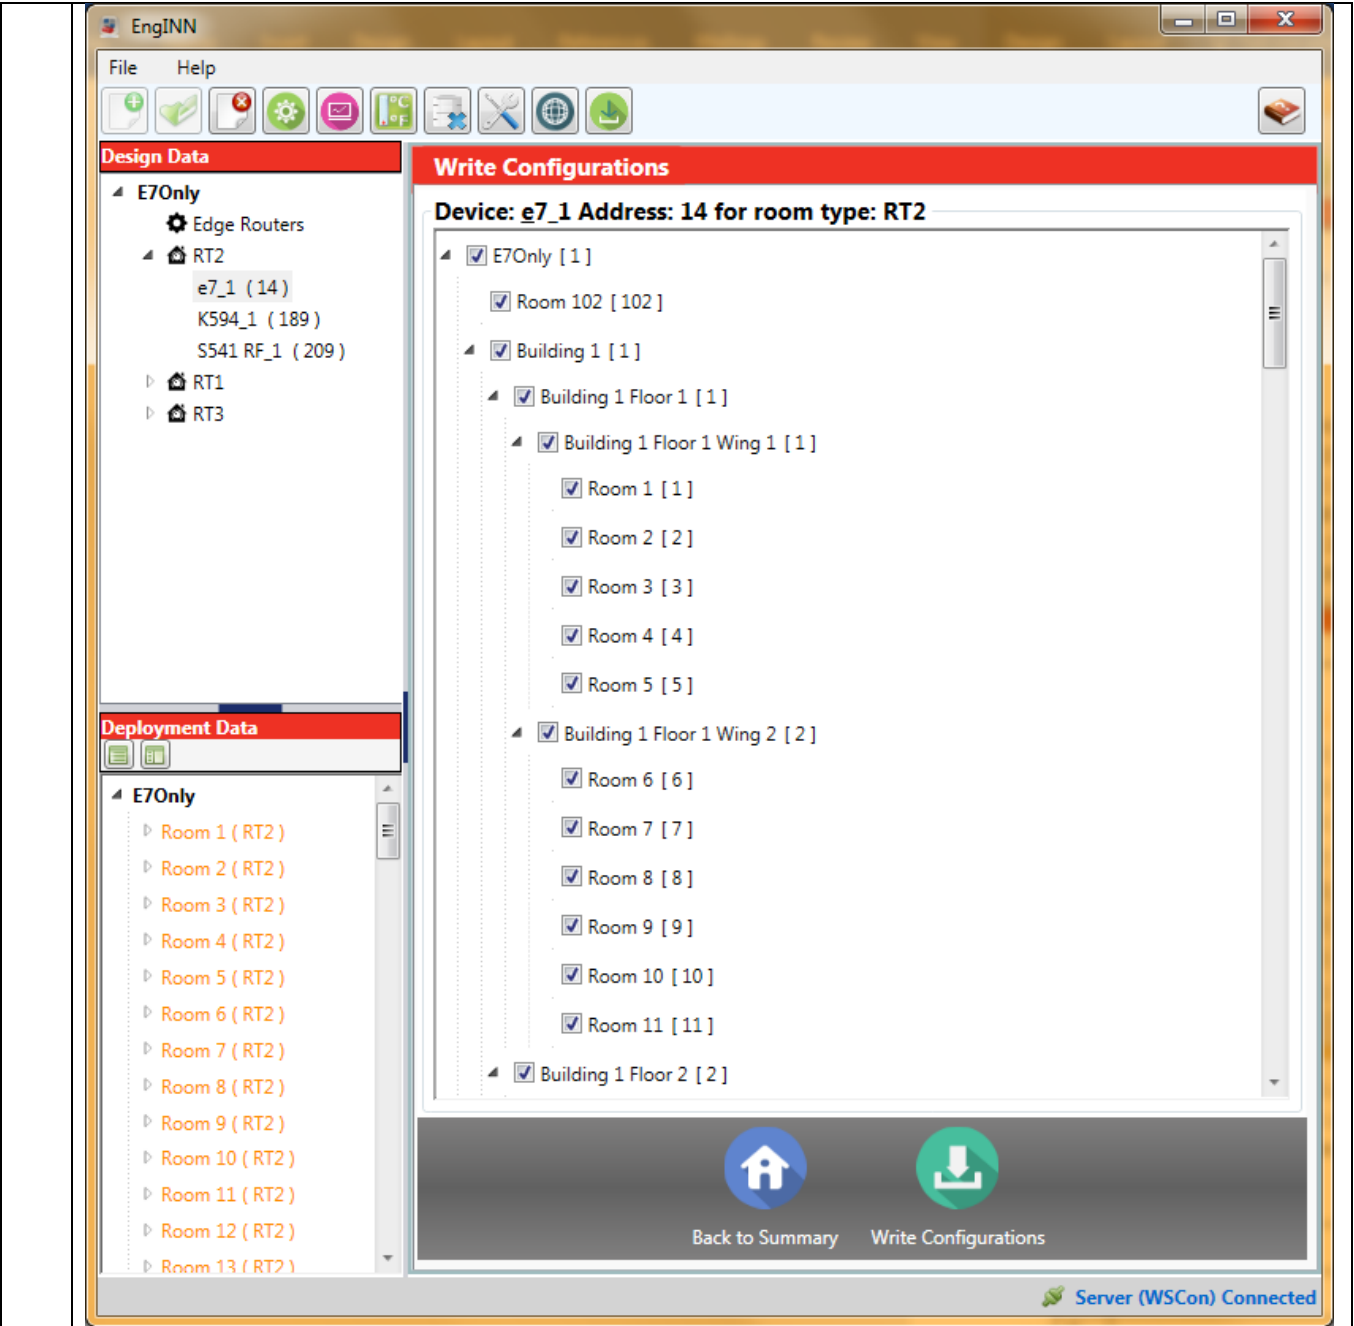 EngINN
File Help
Design Data
E7Only
Edge Routers
RT2
e7_1 ( 14 )
K594_1 ( 189 )
S541 RF_1 ( 209 )
RT1
RT3
Deployment Data
E7Only
Room 1 ( RT2 )
Room 2 ( RT2 )
Room 3 ( RT2 )
Room 4 ( RT2 )
Room 5 ( RT2 )
Room 6 ( RT2 )
Room 7 ( RT2 )
Room 8 ( RT2 )
Room 9 ( RT2 )
Room 10 ( RT2 )
Room 11 ( RT2 )
Room 12 ( RT2 )
Room 13 ( RT2 )
Write Configurations
Device: e7_1 Address: 14 for room type: RT2
E7Only [ 1 ]
Room 102 [ 102 ]
Building 1 [ 1 ]
Building 1 Floor 1 [ 1 ]
Building 1 Floor 1 Wing 1 [ 1 ]
Room 1 [ 1 ]
Room 2 [ 2 ]
Room 3 [ 3 ]
Room 4 [ 4 ]
Room 5 [ 5 ]
Building 1 Floor 1 Wing 2 [ 2 ]
Room 6 [ 6 ]
Room 7 [ 7 ]
Room 8 [ 8 ]
Room 9 [ 9 ]
Room 10 [ 10 ]
Room 11 [ 11 ]
Building 1 Floor 2 [ 2 ]
Back to Summary Write Configurations
Server (WSCon) Connected